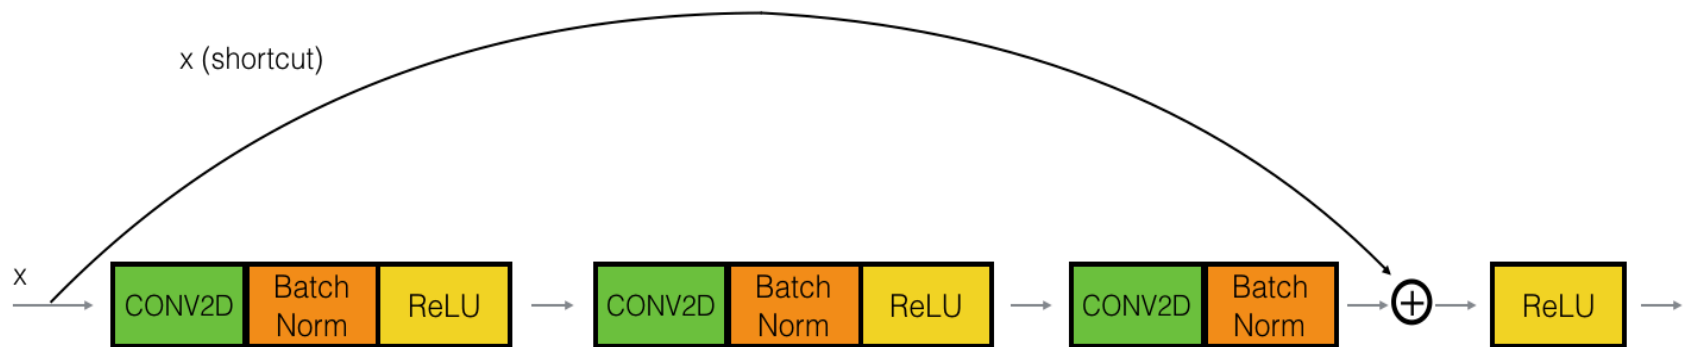 x (shortcut)
x
CONV2D
Batch
Norm
ReLU
CONV2D
Batch
Norm
ReLU
CONV2D
Batch
Norm
ReLU